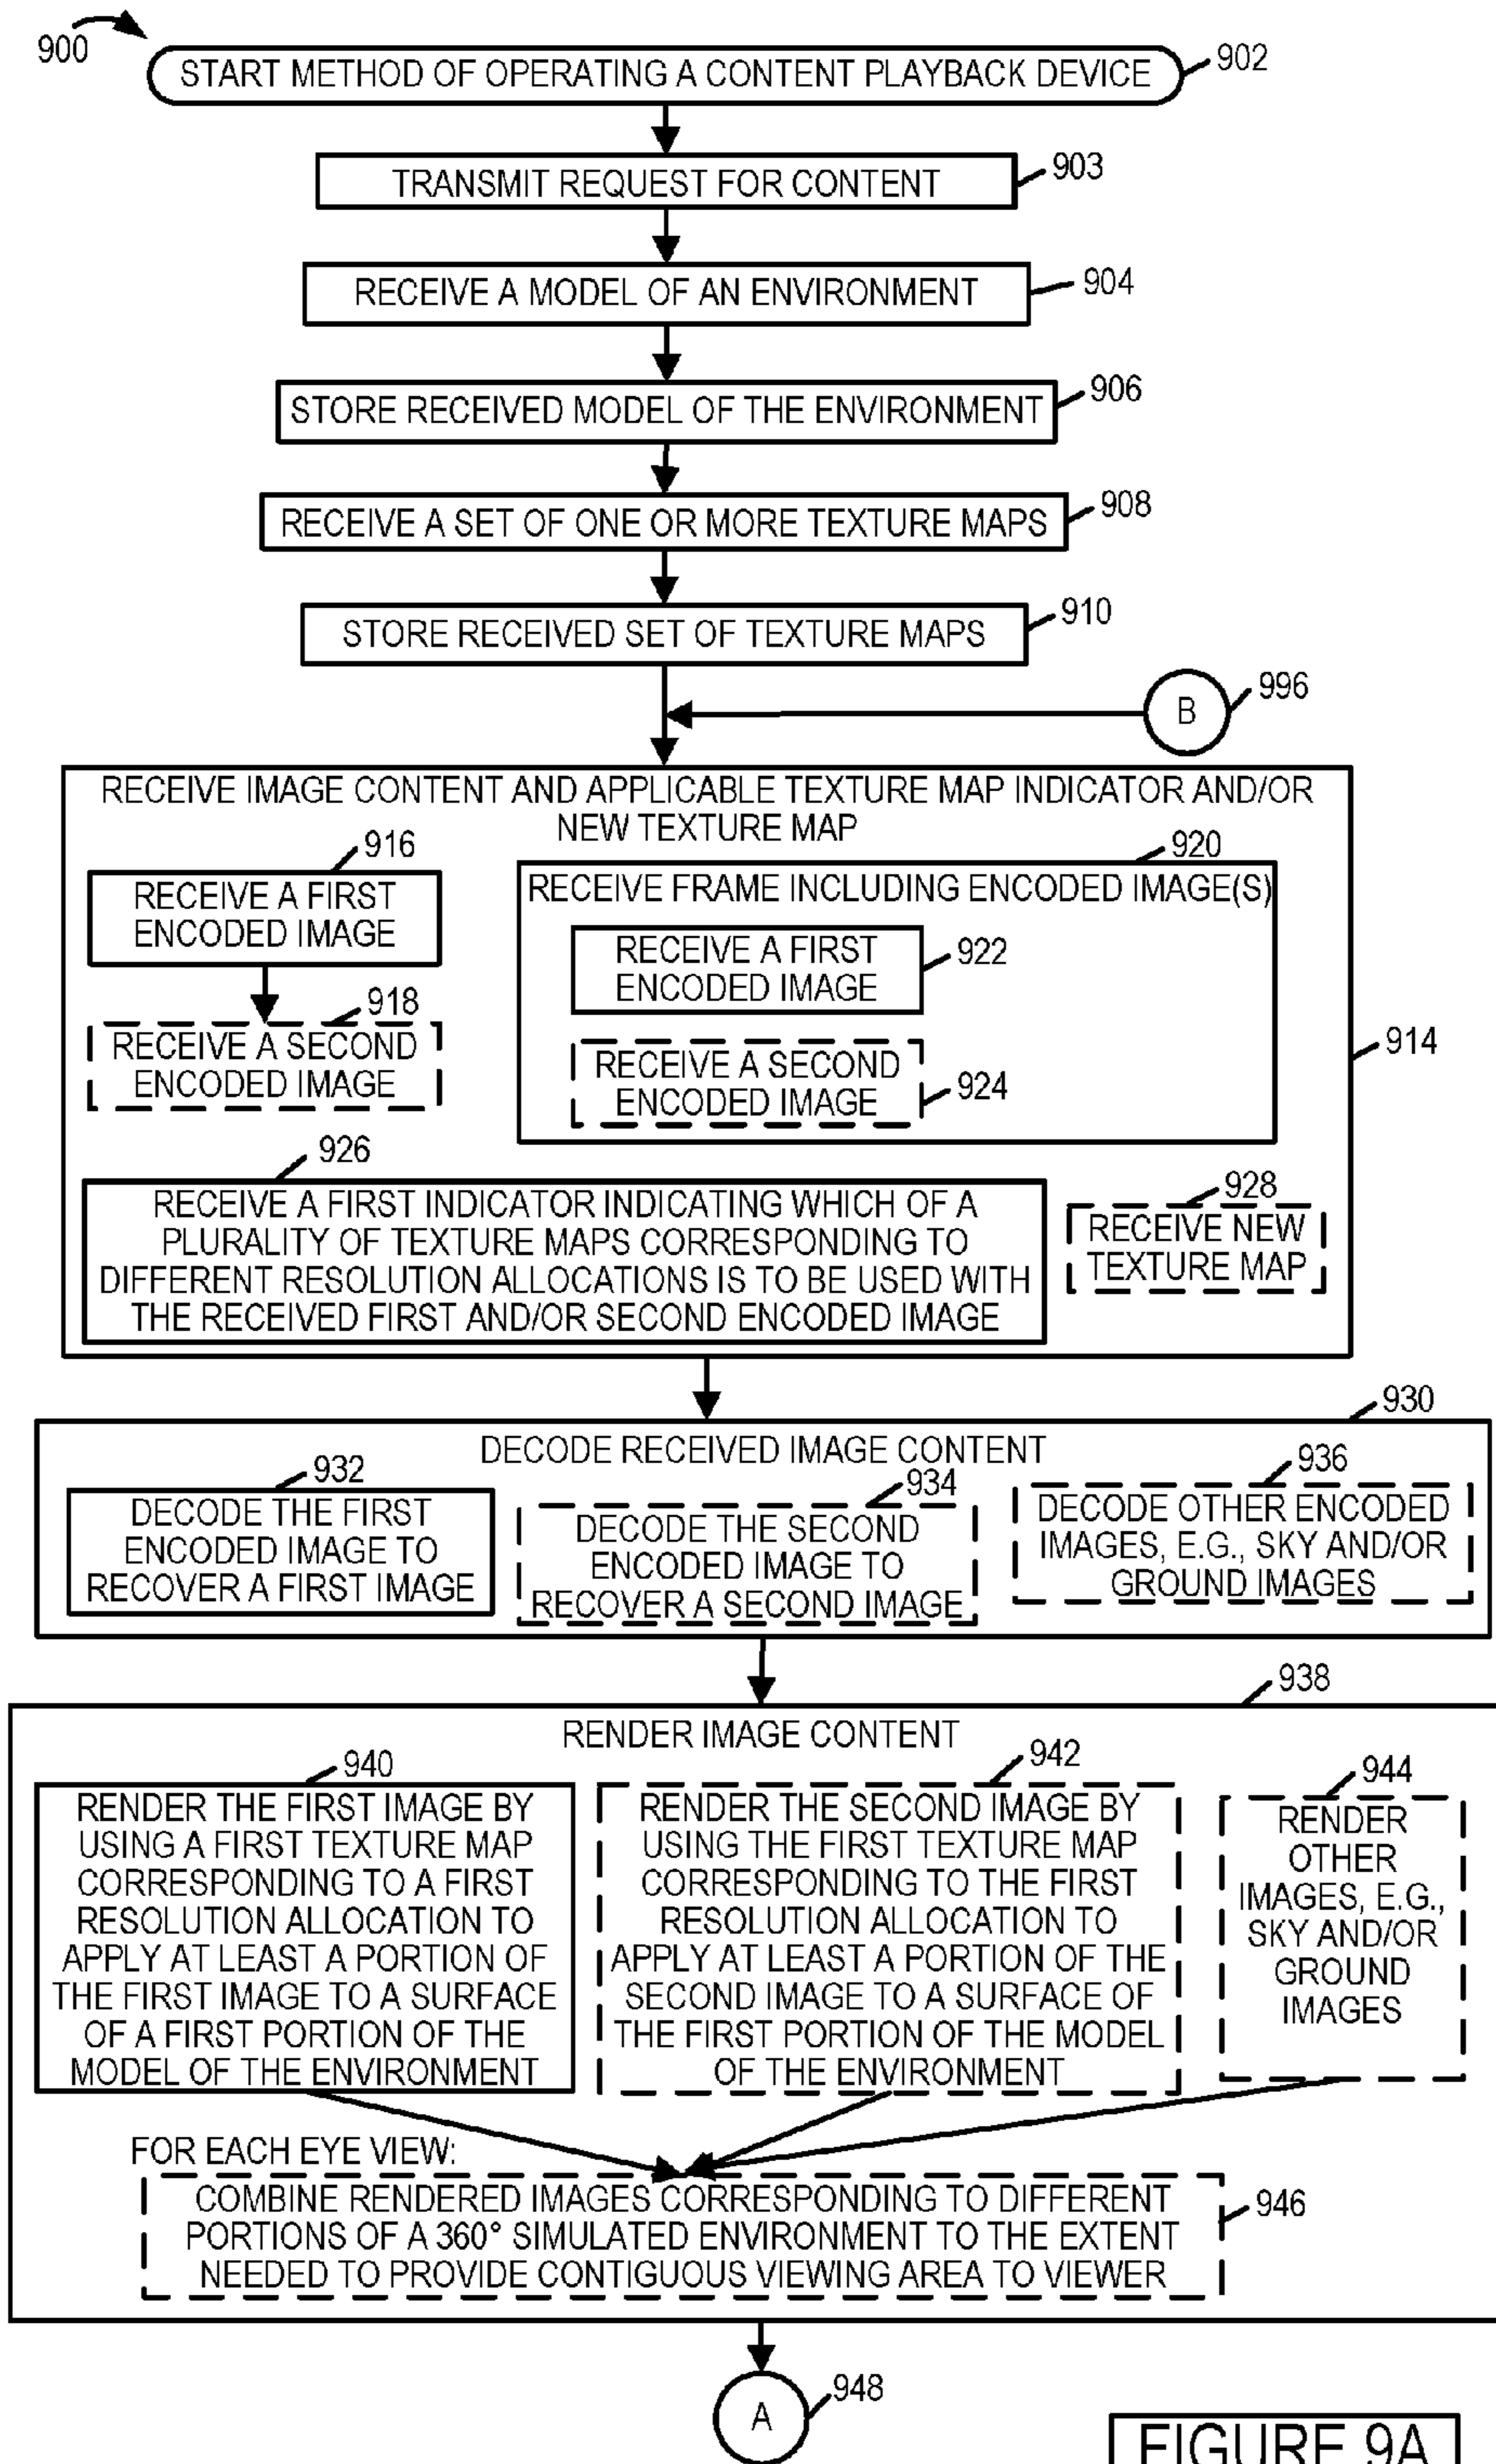 900
START METHOD OF OPERATING A CONTENT PLAYBACK DEVICE
902
TRANSMIT REQUEST FOR CONTENT
903
RECEIVE A MODEL OF AN ENVIRONMENT
904
STORE RECEIVED MODEL OF THE ENVIRONMENT
906
RECEIVE A SET OF ONE OR MORE TEXTURE MAPS
908
STORE RECEIVED SET OF TEXTURE MAPS
910
B
996
RECEIVE IMAGE CONTENT AND APPLICABLE TEXTURE MAP INDICATOR AND/OR
NEW TEXTURE MAP
914
916
RECEIVE A FIRST
ENCODED IMAGE
918
RECEIVE A SECOND
ENCODED IMAGE
920
RECEIVE FRAME INCLUDING ENCODED IMAGE(S)
RECEIVE A FIRST
ENCODED IMAGE
922
RECEIVE A SECOND
ENCODED IMAGE
924
926
RECEIVE A FIRST INDICATOR INDICATING WHICH OF A
PLURALITY OF TEXTURE MAPS CORRESPONDING TO
DIFFERENT RESOLUTION ALLOCATIONS IS TO BE USED WITH
THE RECEIVED FIRST AND/OR SECOND ENCODED IMAGE
928
RECEIVE NEW
TEXTURE MAP
930
DECODE RECEIVED IMAGE CONTENT
932
DECODE THE FIRST
ENCODED IMAGE TO
RECOVER A FIRST IMAGE
934
DECODE THE SECOND
ENCODED IMAGE TO
RECOVER A SECOND IMAGE
936
DECODE OTHER ENCODED
IMAGES, E.G., SKY AND/OR
GROUND IMAGES
938
RENDER IMAGE CONTENT
940
RENDER THE FIRST IMAGE BY
USING A FIRST TEXTURE MAP
CORRESPONDING TO A FIRST
RESOLUTION ALLOCATION TO
APPLY AT LEAST A PORTION OF
THE FIRST IMAGE TO A SURFACE
OF A FIRST PORTION OF THE
MODEL OF THE ENVIRONMENT
942
RENDER THE SECOND IMAGE BY
USING THE FIRST TEXTURE MAP
CORRESPONDING TO THE FIRST
RESOLUTION ALLOCATION TO
APPLY AT LEAST A PORTION OF THE
SECOND IMAGE TO A SURFACE OF
THE FIRST PORTION OF THE MODEL
OF THE ENVIRONMENT
944
RENDER
OTHER
IMAGES, E.G.,
SKY AND/OR
GROUND
IMAGES
FOR EACH EYE VIEW:
COMBINE RENDERED IMAGES CORRESPONDING TO DIFFERENT
PORTIONS OF A 360° SIMULATED ENVIRONMENT TO THE EXTENT
NEEDED TO PROVIDE CONTIGUOUS VIEWING AREA TO VIEWER
946
A
948
FIGURE 9A